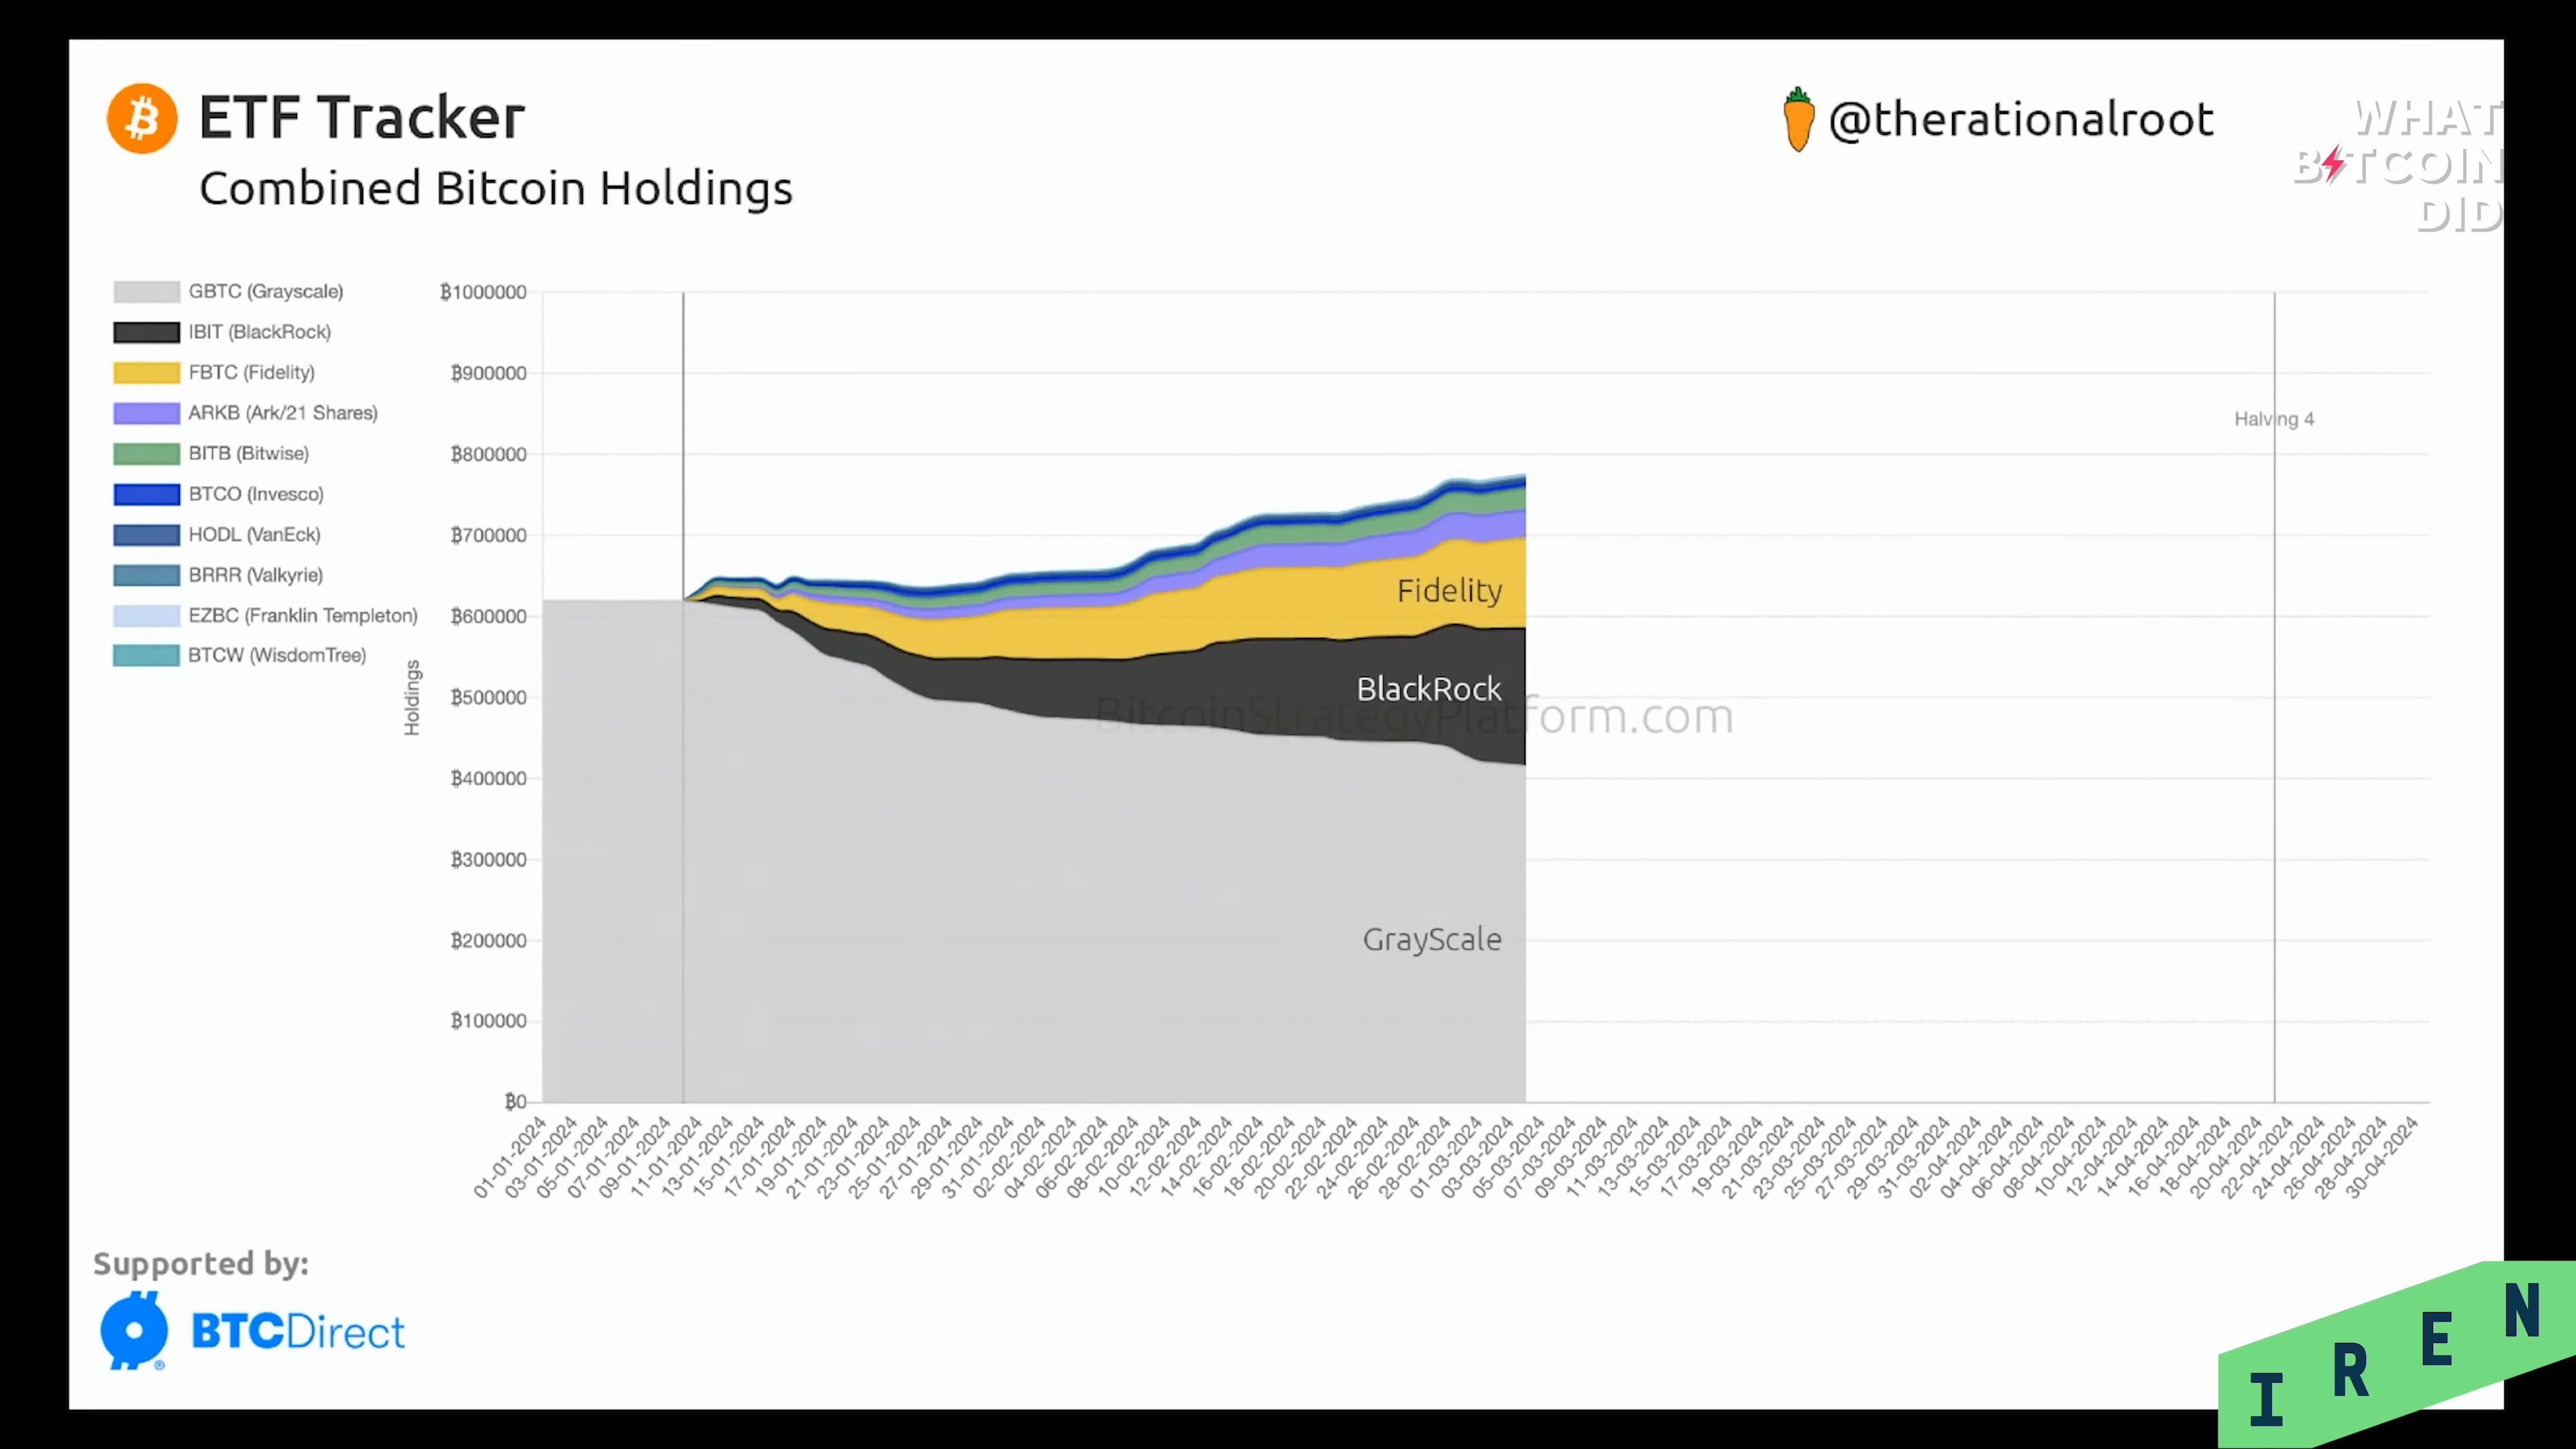 ETF Tracker
Combined Bitcoin Holdings
@therationalroot
WHAT
BITCOIN
DID
GBTC (Grayscale)
IBIT (BlackRock)
FBTC (Fidelity)
ARKB (Ark/21 Shares)
BITB (Bitwise)
BTCO (Invesco)
HODL (VanEck)
BRRR (Valkyrie)
EZBC (Franklin Templeton)
BTCW (WisdomTree)
Holdings
₿1000000
₿900000
₿800000
₿700000
₿600000
₿500000
₿400000
₿300000
₿200000
₿100000
₿0
Halving 4
Fidelity
BlackRock
BitcoinStrategyPlatform.com
GrayScale
01-01-2024
03-01-2024
05-01-2024
07-01-2024
09-01-2024
11-01-2024
13-01-2024
15-01-2024
17-01-2024
19-01-2024
21-01-2024
23-01-2024
25-01-2024
27-01-2024
29-01-2024
31-01-2024
02-02-2024
04-02-2024
06-02-2024
08-02-2024
10-02-2024
12-02-2024
14-02-2024
16-02-2024
18-02-2024
20-02-2024
22-02-2024
24-02-2024
26-02-2024
28-02-2024
01-03-2024
03-03-2024
05-03-2024
07-03-2024
09-03-2024
11-03-2024
13-03-2024
15-03-2024
17-03-2024
19-03-2024
21-03-2024
23-03-2024
25-03-2024
27-03-2024
29-03-2024
31-03-2024
02-04-2024
04-04-2024
06-04-2024
08-04-2024
10-04-2024
12-04-2024
14-04-2024
16-04-2024
18-04-2024
20-04-2024
22-04-2024
24-04-2024
26-04-2024
28-04-2024
30-04-2024
Supported by:
BTCDirect
IREN